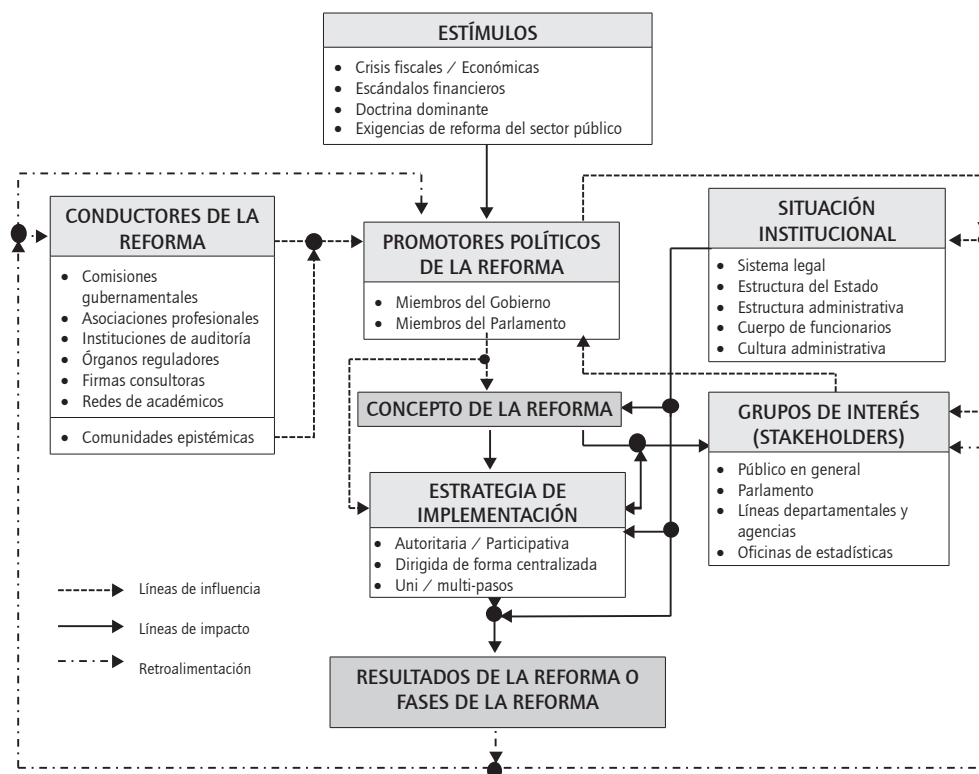 ESTÍMULOS
• Crisis fiscales / Económicas
• Escándalos financieros
• Doctrina dominante
• Exigencias de reforma del sector público
CONDUCTORES DE LA
REFORMA
• Comisiones
gubernamentales
• Asociaciones profesionales
• Instituciones de auditoría
• Órganos reguladores
• Firmas consultoras
• Redes de académicos
• Comunidades epistémicas
PROMOTORES POLÍTICOS
DE LA REFORMA
• Miembros del Gobierno
• Miembros del Parlamento
SITUACIÓN
INSTITUCIONAL
• Sistema legal
• Estructura del Estado
• Estructura administrativa
• Cuerpo de funcionarios
• Cultura administrativa
CONCEPTO DE LA REFORMA
GRUPOS DE INTERÉS
(STAKEHOLDERS)
• Público en general
• Parlamento
• Líneas departamentales y
agencias
• Oficinas de estadísticas
ESTRATEGIA DE
IMPLEMENTACIÓN
• Autoritaria / Participativa
• Dirigida de forma centralizada
• Uni / multi-pasos
Líneas de influencia
Líneas de impacto
Retroalimentación
RESULTADOS DE LA REFORMA O
FASES DE LA REFORMA